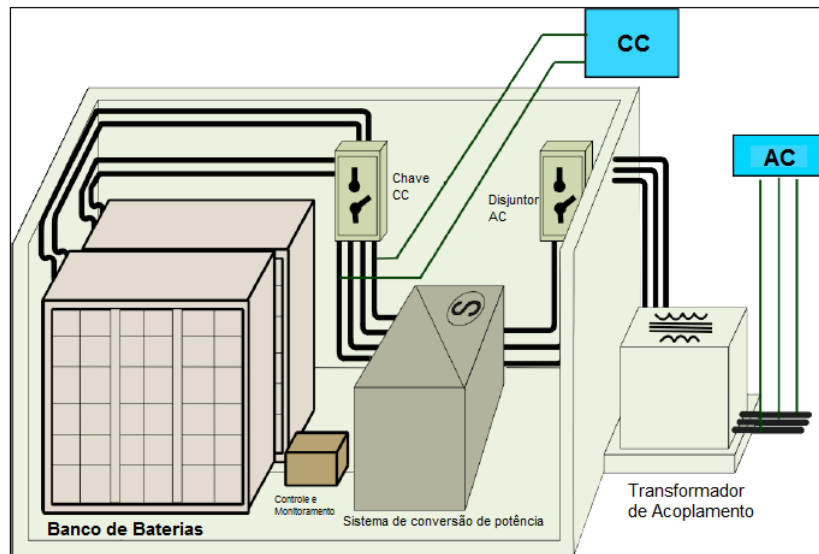 CC
AC
Chave
CC
Disjuntor
AC
S
Controle e
Monitoramento
Banco de Baterias
Sistema de conversão de potência
Transformador
de Acoplamento